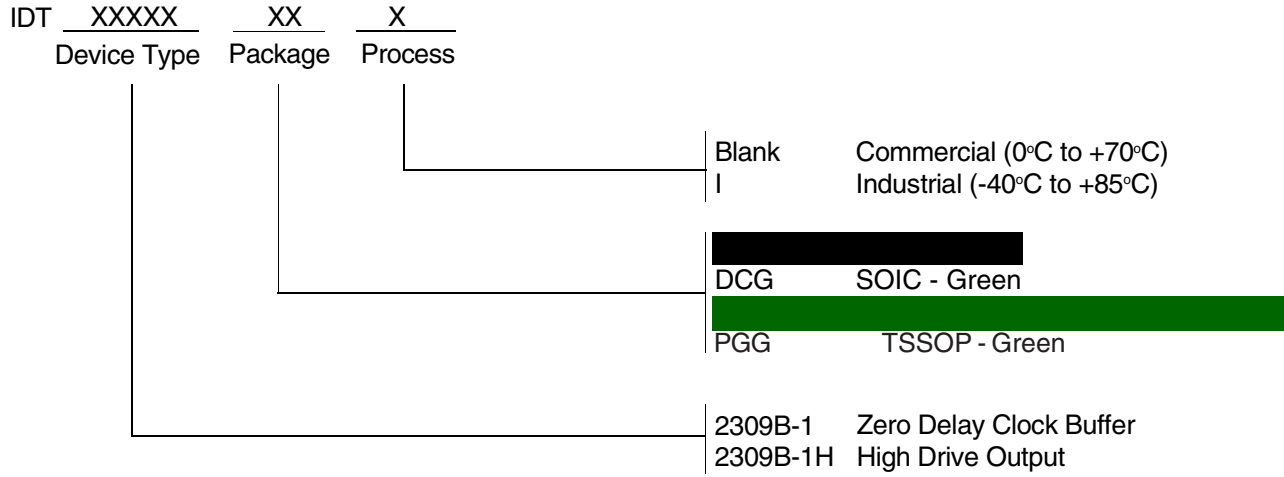 IDT XXXXX XX X
Device Type Package Process
Blank Commercial (0°C to +70°C)
I Industrial (-40°C to +85°C)
DCG SOIC - Green
PGG TSSOP - Green
2309B-1 Zero Delay Clock Buffer
2309B-1H High Drive Output